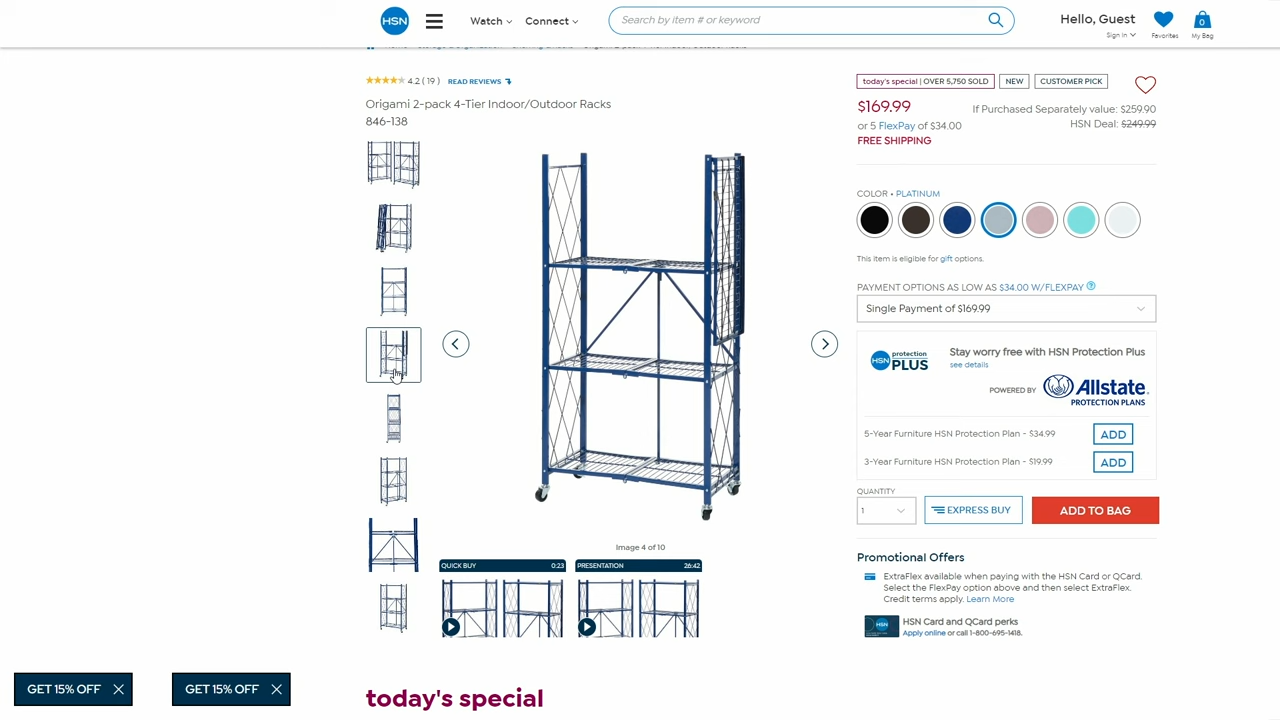 HSN
Watch
Connect
Search by item # or keyword
Hello, Guest
Sign In
Favorites
0
My Bag
4.2 ( 19 )
READ REVIEWS
Origami 2-pack 4-Tier Indoor/Outdoor Racks
846-138
today's special | OVER 5,750 SOLD
NEW
CUSTOMER PICK
$169.99
If Purchased Separately value: $259.90
or 5 FlexPay of $34.00
HSN Deal: $249.99
FREE SHIPPING
COLOR • PLATINUM
This item is eligible for gift options.
PAYMENT OPTIONS AS LOW AS $34.00 W/FLEXPAY ?
Single Payment of $169.99
HSN protection PLUS
Stay worry free with HSN Protection Plus
see details
POWERED BY Allstate.
PROTECTION PLANS
5-Year Furniture HSN Protection Plan - $34.99
ADD
3-Year Furniture HSN Protection Plan - $19.99
ADD
QUANTITY
1
EXPRESS BUY
ADD TO BAG
Image 4 of 10
QUICK BUY 0:23
PRESENTATION 26:42
Promotional Offers
ExtraFlex available when paying with the HSN Card or QCard.
Select the FlexPay option above and then select ExtraFlex.
Credit terms apply. Learn More
HSN
HSN Card and QCard perks
Apply online or call 1-800-695-1418.
GET 15% OFF
GET 15% OFF
today's special